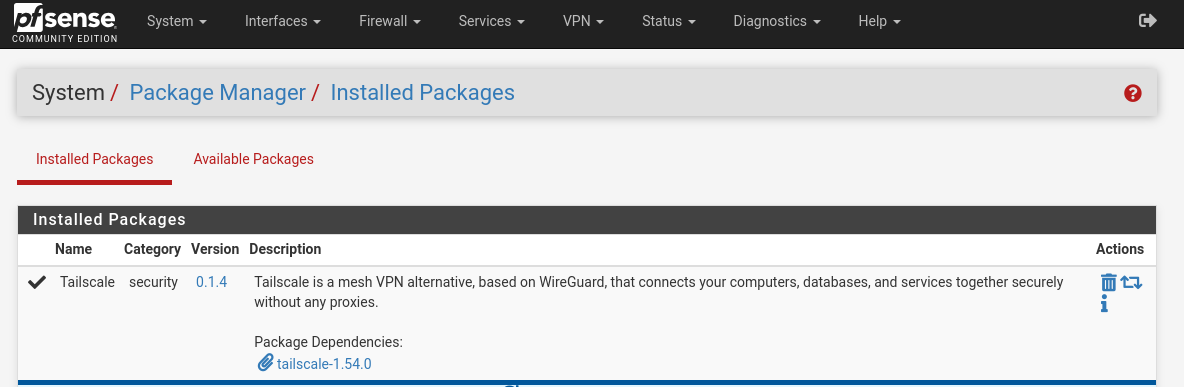 pfsense
COMMUNITY EDITION
System Interfaces Firewall Services VPN Status Diagnostics Help
System / Package Manager / Installed Packages
Installed Packages Available Packages
Installed Packages
Name Category Version Description Actions
Tailscale security 0.1.4 Tailscale is a mesh VPN alternative, based on WireGuard, that connects your computers, databases, and services together securely
without any proxies.
Package Dependencies:
tailscale-1.54.0